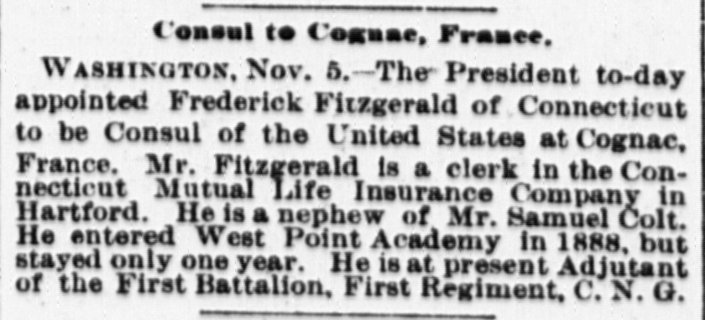 Consul to Cognac, France.
WASHINGTON, Nov. 5.—The President to-day
appointed Frederick Fitzgerald of Connecticut
to be Consul of the United States at Cognac,
France. Mr. Fitzgerald is a clerk in the Con-
necticut Mutual Life Insurance Company in
Hartford. He is a nephew of Mr. Samuel Colt.
He entered West Point Academy in 1888, but
stayed only one year. He is at present Adjutant
of the First Battalion, First Regiment, C. N. G.